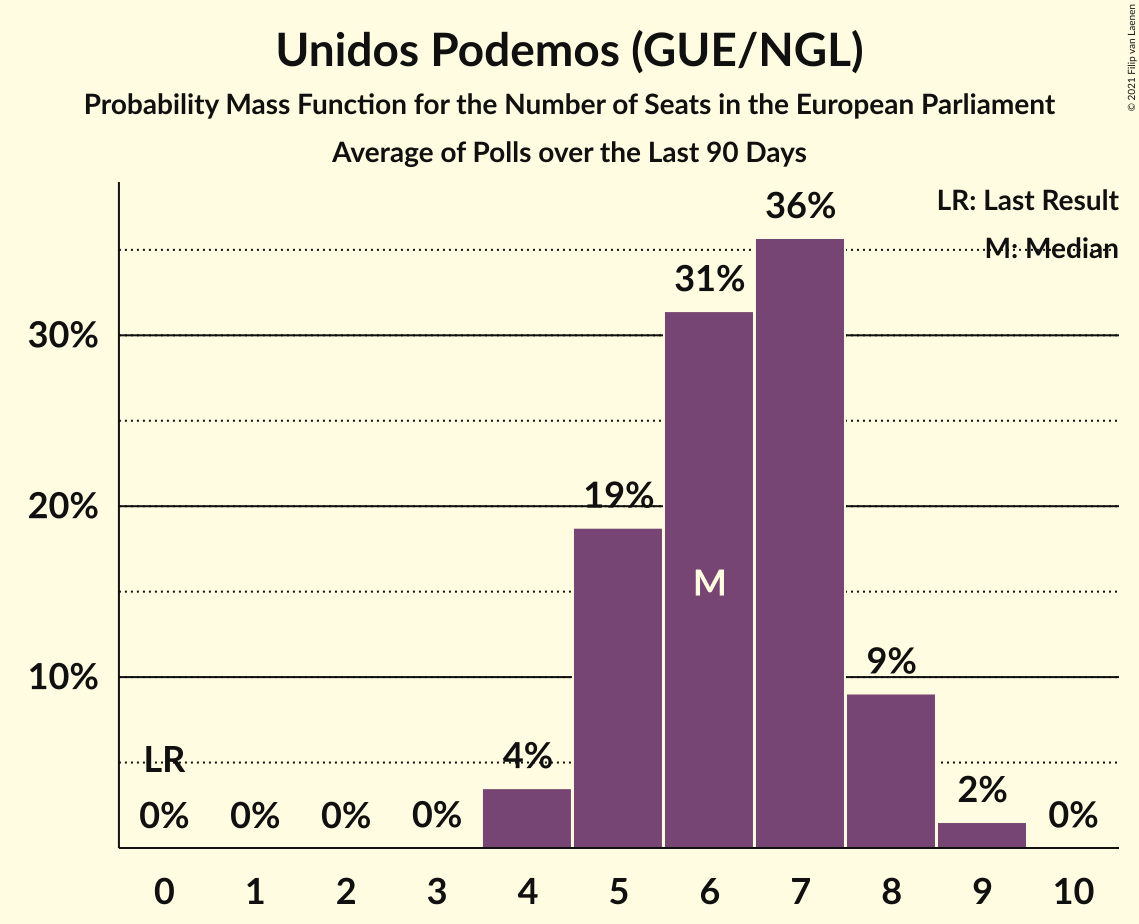 Unidos Podemos (GUE/NGL)
Probability Mass Function for the Number of Seats in the European Parliament
Average of Polls over the Last 90 Days
© 2021 Filip van Laenen
LR: Last Result
M: Median
36%
31%
30%
19%
20%
M
9%
10%
LR
4%
2%
0% 0% 0% 0% 0%
0 1 2 3 4 5 6 7 8 9 10